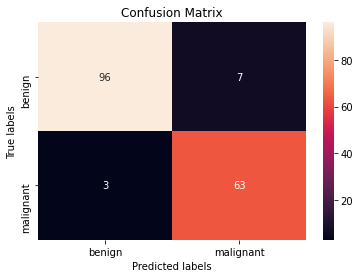 Confusion Matrix
True labels
benign
malignant
96
7
3
63
benign
malignant
Predicted labels
80
60
40
20